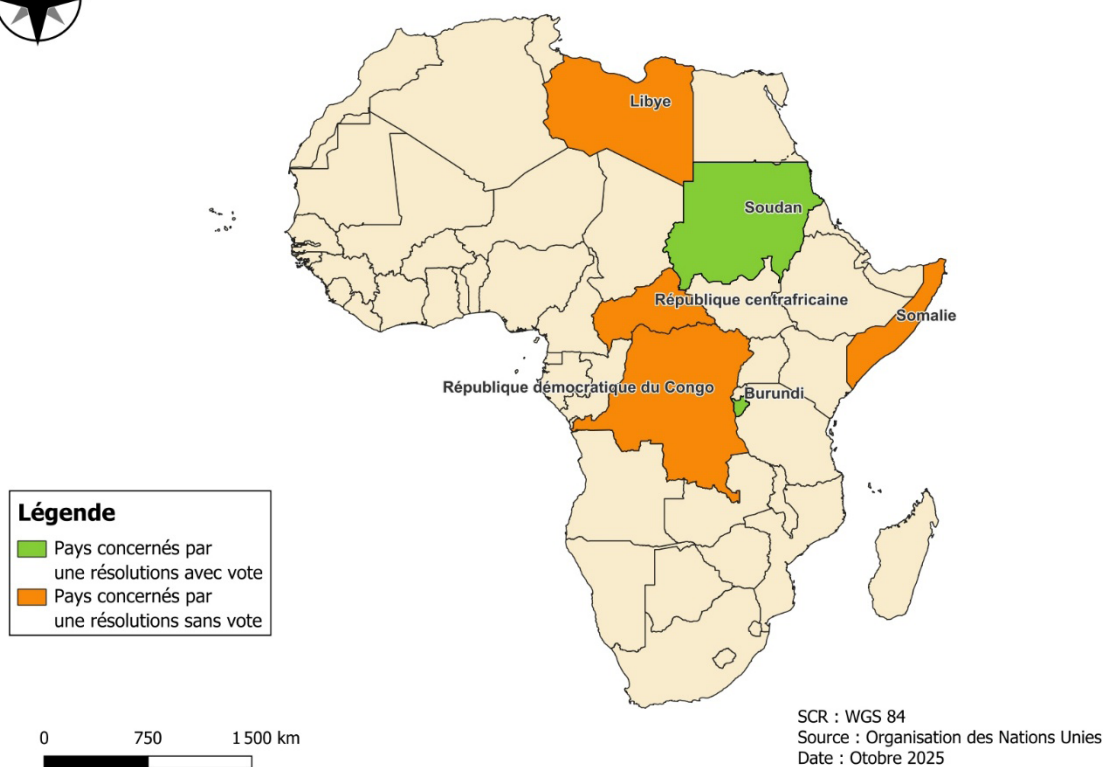 Libye
Soudan
République centrafricaine
Somalie
République démocratique du Congo
Burundi
Légende
Pays concernés par
une résolutions avec vote
Pays concernés par
une résolutions sans vote
0 750 1 500 km
SCR : WGS 84
Source : Organisation des Nations Unies
Date : Otobre 2025